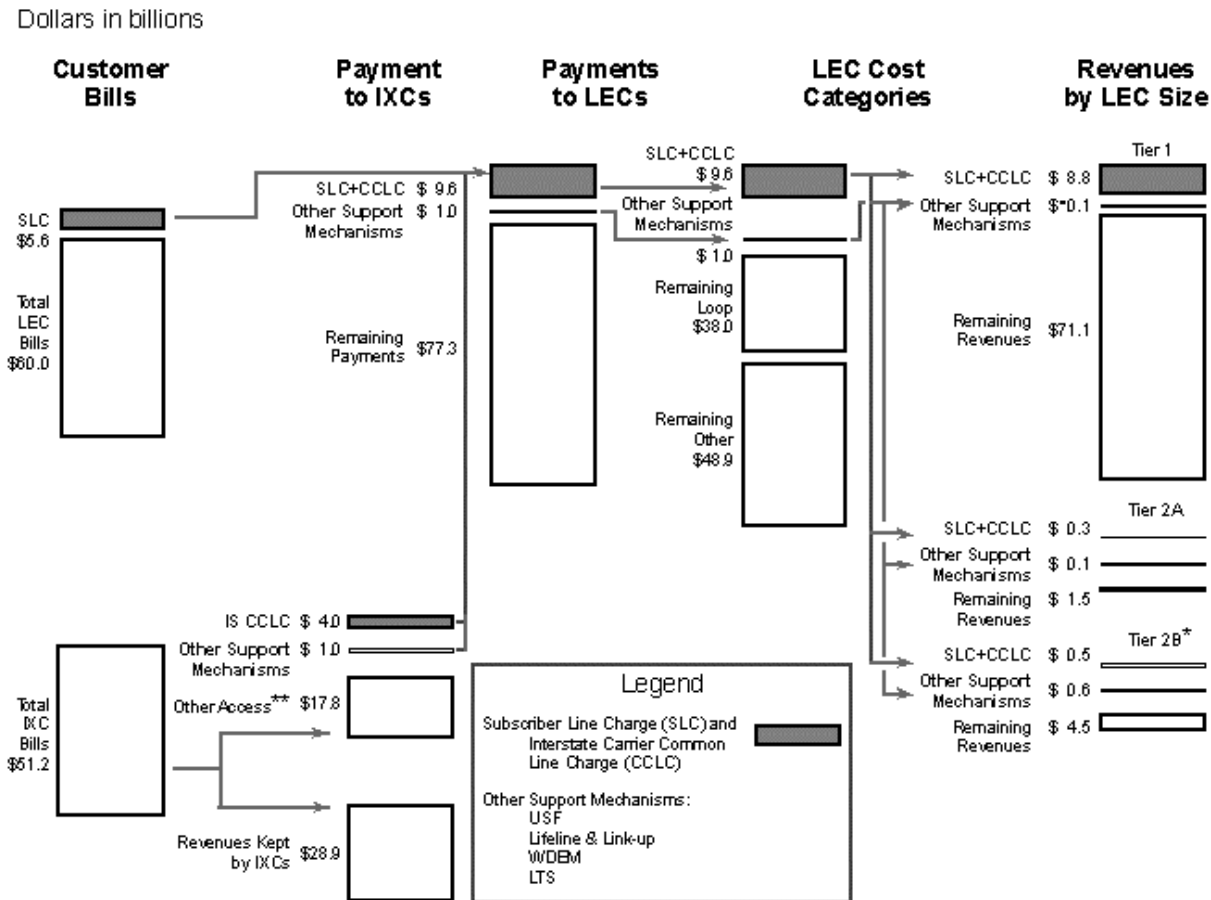 Dollars in billions
Customer
Bills
Payment
to IXCs
Payments
to LECs
LEC Cost
Categories
Revenues
by LEC Size
SLC
$5.6
Total
LEC
Bills
$60.0
SLC+CCLC $ 9.6
Other Support $ 1.0
Mechanisms
Remaining
Payments $77.3
SLC+CCLC
$ 9.6
Other Support
Mechanisms
$ 1.0
Remaining
Loop
$38.0
Remaining
Other
$48.9
Tier 1
SLC+CCLC $ 8.8
Other Support $-0.1
Mechanisms
Remaining
Revenues $71.1
Tier 2A
SLC+CCLC $ 0.3
Other Support $ 0.1
Mechanisms
Remaining $ 1.5
Revenues
Tier 2B*
SLC+CCLC $ 0.5
Other Support $ 0.6
Mechanisms
Remaining $ 4.5
Revenues
Total
IXC
Bills
$51.2
IS CCLC $ 4.0
Other Support $ 1.0
Mechanisms
Other Access** $17.8
Revenues Kept
by IXCs $28.9
Legend
Subscriber Line Charge (SLC) and
Interstate Carrier Common
Line Charge (CCLC)
Other Support Mechanisms:
USF
Lifeline & Link-up
WDEM
LTS